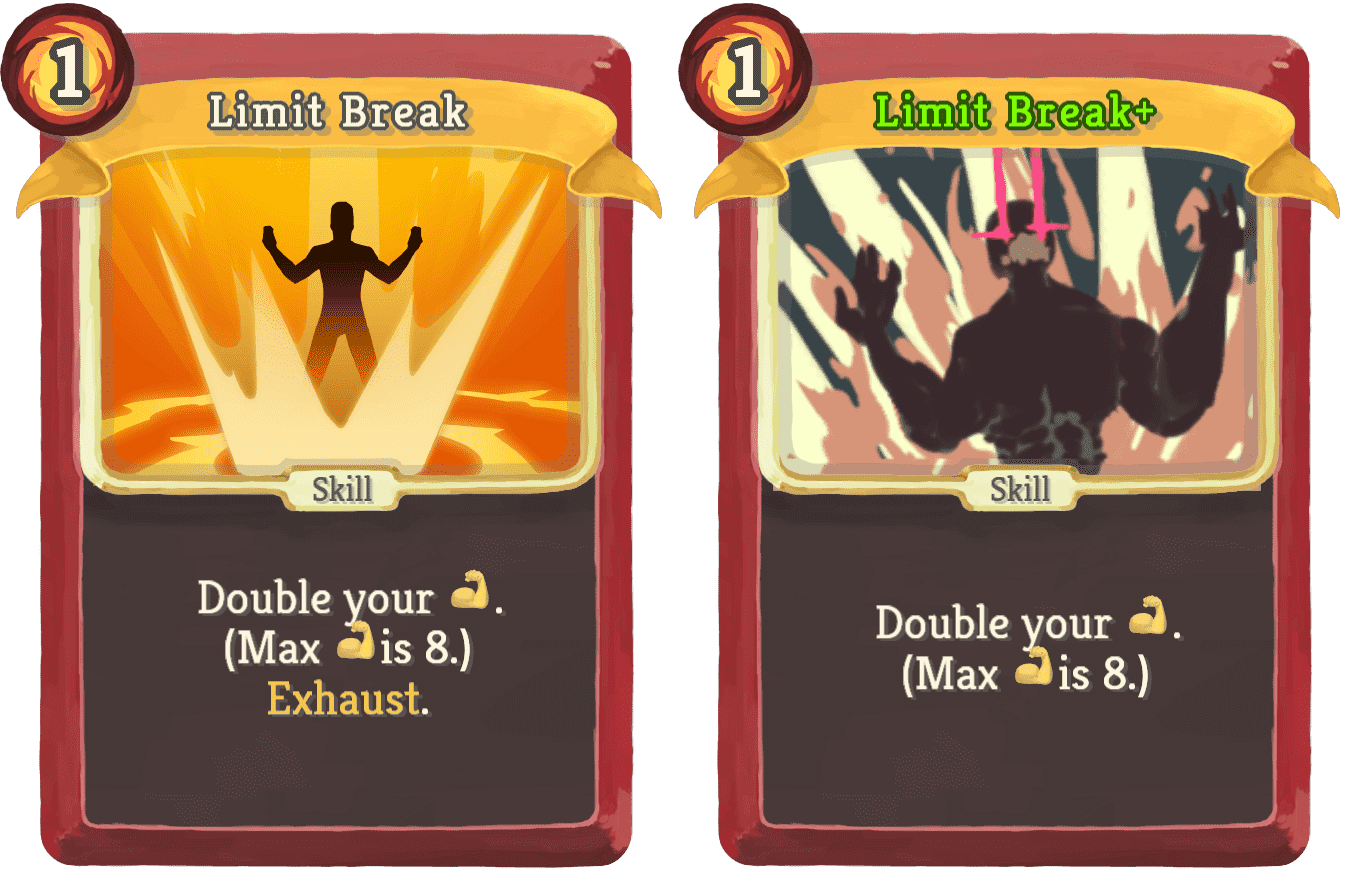 1
Limit Break
Skill
Double your 💪.
(Max 💪 is 8.)
Exhaust.
1
Limit Break+
Skill
Double your 💪.
(Max 💪 is 8.)